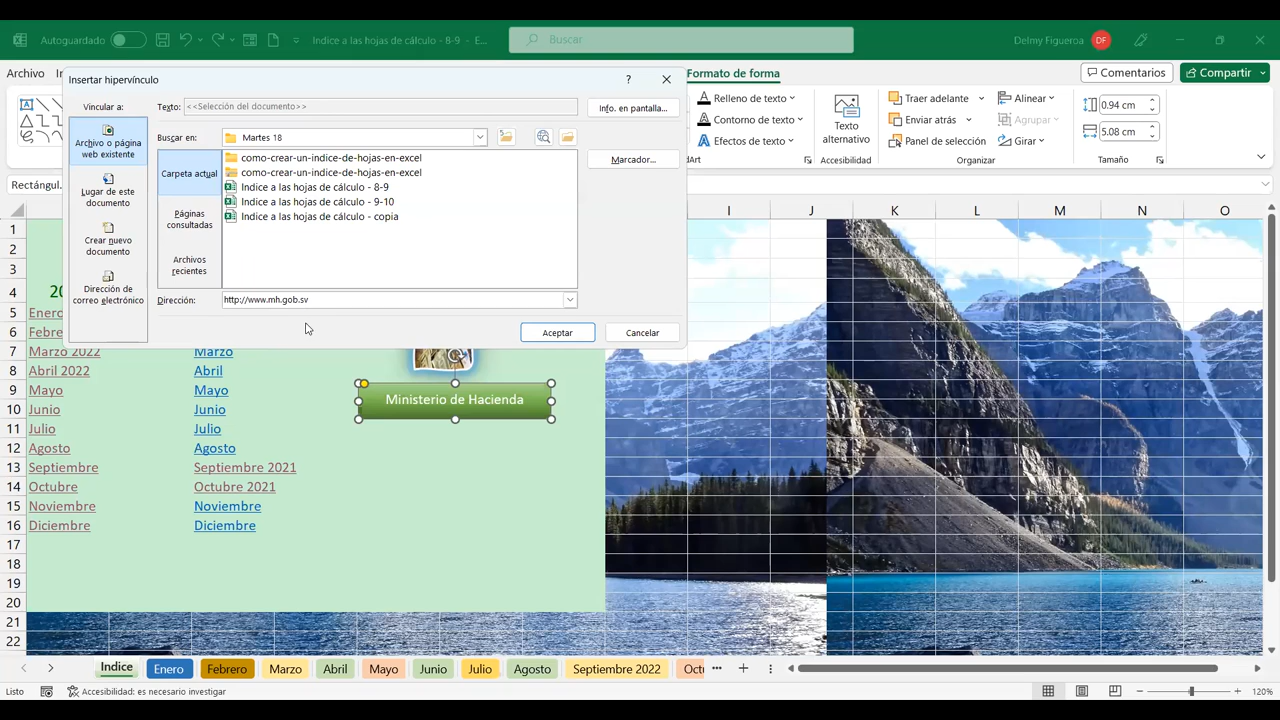 Autoguardado
Indice a las hojas de cálculo - 8-9 - E...
Buscar
Delmy Figueroa
DF
Archivo
Formato de forma
Comentarios
Compartir
Insertar hipervínculo
?
Vincular a:
Texto:
<<Selección del documento>>
Info. en pantalla...
Archivo o página
web existente
Buscar en:
Martes 18
Marcador...
Lugar de este
documento
Crear nuevo
documento
Dirección de
correo electrónico
Carpeta actual
Páginas
consultadas
Archivos
recientes
como-crear-un-indice-de-hojas-en-excel
como-crear-un-indice-de-hojas-en-excel
Indice a las hojas de cálculo - 8-9
Indice a las hojas de cálculo - 9-10
Indice a las hojas de cálculo - copia
Dirección:
http://www.mh.gob.sv
Aceptar
Cancelar
Relleno de texto
Contorno de texto
Efectos de texto
Art
Texto
alternativo
Accesibilidad
Traer adelante
Enviar atrás
Panel de selección
Alinear
Agrupar
Girar
Organizar
0.94 cm
5.08 cm
Tamaño
Rectángul.
I J K L M N O
1
2
3
4
5
6
7 Marzo 2022 Marzo
8 Abril 2022 Abril
9 Mayo Mayo
10 Junio Junio
11 Julio Julio
12 Agosto Agosto
13 Septiembre Septiembre 2021
14 Octubre Octubre 2021
15 Noviembre Noviembre
16 Diciembre Diciembre
17
18
19
20
21
22
Ministerio de Hacienda
Indice Enero Febrero Marzo Abril Mayo Junio Julio Agosto Septiembre 2022
Listo
Accesibilidad: es necesario investigar
120%